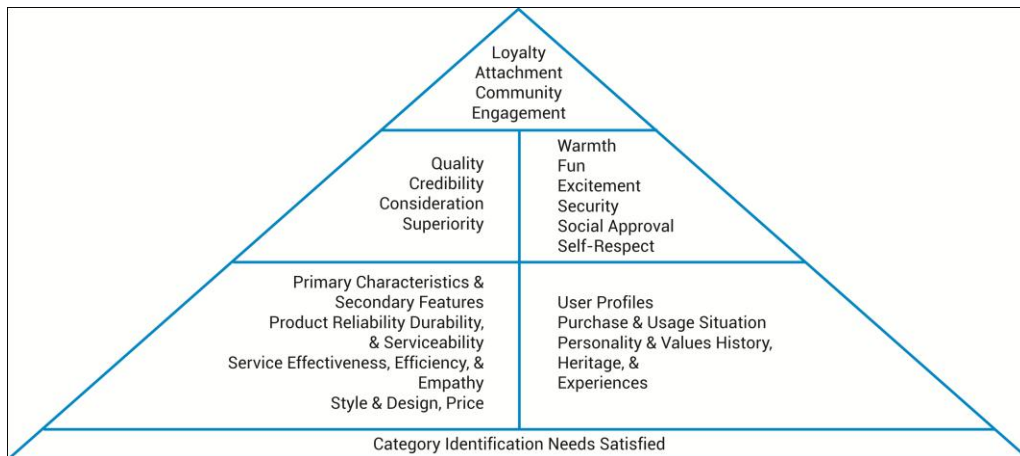 Loyalty
Attachment
Community
Engagement
Quality
Credibility
Consideration
Superiority
Warmth
Fun
Excitement
Security
Social Approval
Self-Respect
Primary Characteristics &
Secondary Features
Product Reliability Durability,
& Serviceability
Service Effectiveness, Efficiency, &
Empathy
Style & Design, Price
User Profiles
Purchase & Usage Situation
Personality & Values History,
Heritage, &
Experiences
Category Identification Needs Satisfied